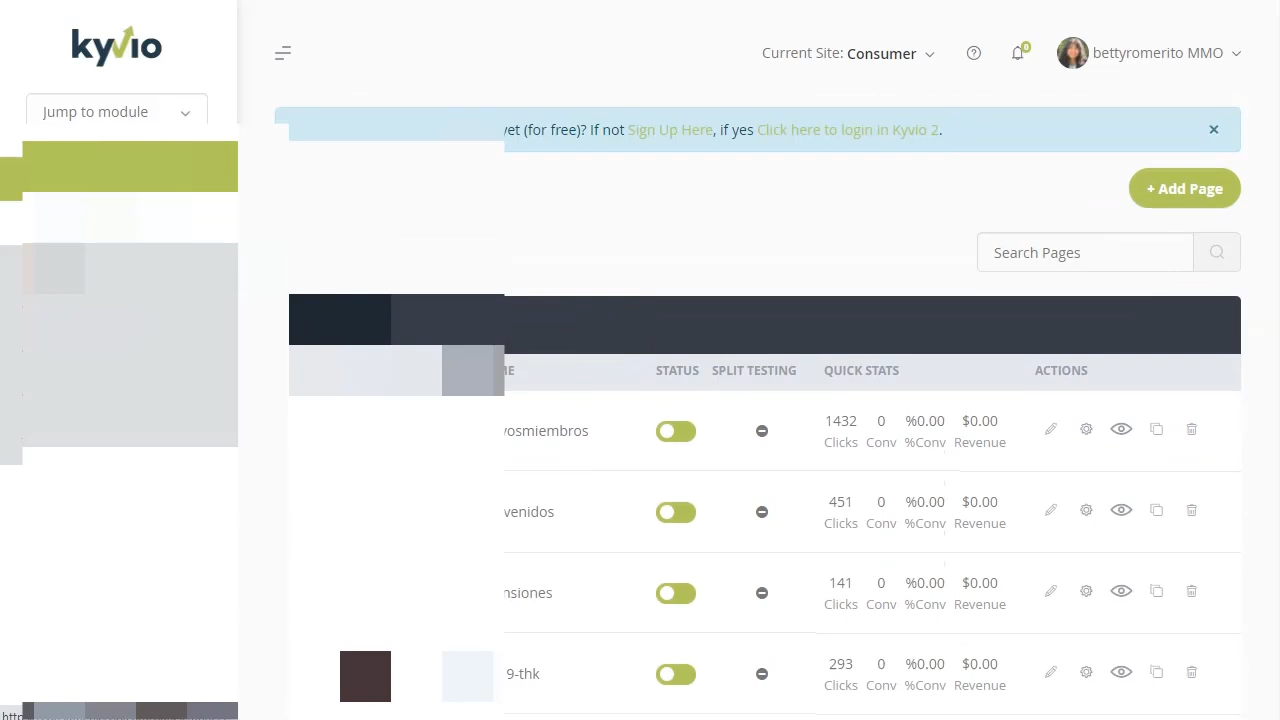 kyvio
Current Site: Consumer
0
bettyromerito MMO
Jump to module
yet (for free)? If not Sign Up Here, if yes Click here to login in Kyvio 2.
+ Add Page
Search Pages
STATUS SPLIT TESTING QUICK STATS ACTIONS
1432 0 %0.00 $0.00
Clicks Conv %Conv Revenue
451 0 %0.00 $0.00
Clicks Conv %Conv Revenue
141 0 %0.00 $0.00
Clicks Conv %Conv Revenue
9-thk
293 0 %0.00 $0.00
Clicks Conv %Conv Revenue